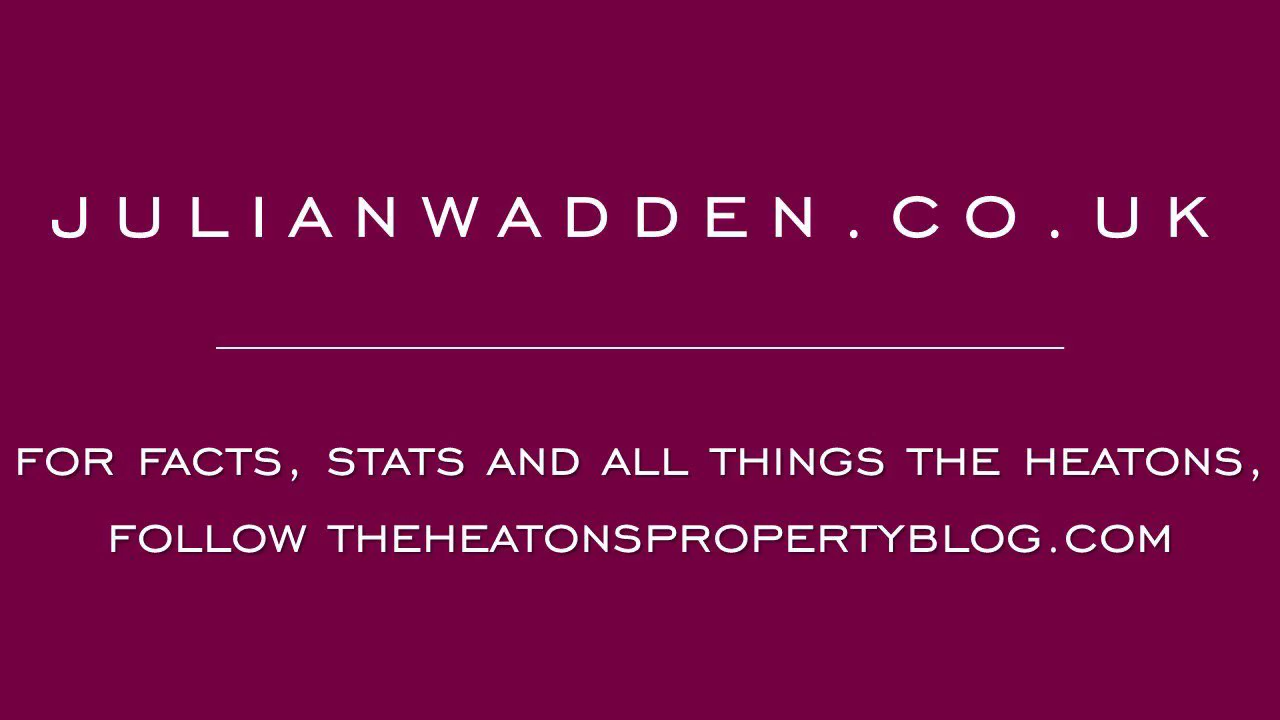 JULIANWADDEN.CO.UK
FOR FACTS, STATS AND ALL THINGS THE HEATONS,
FOLLOW THEHEATONSPROPERTYBLOG.COM